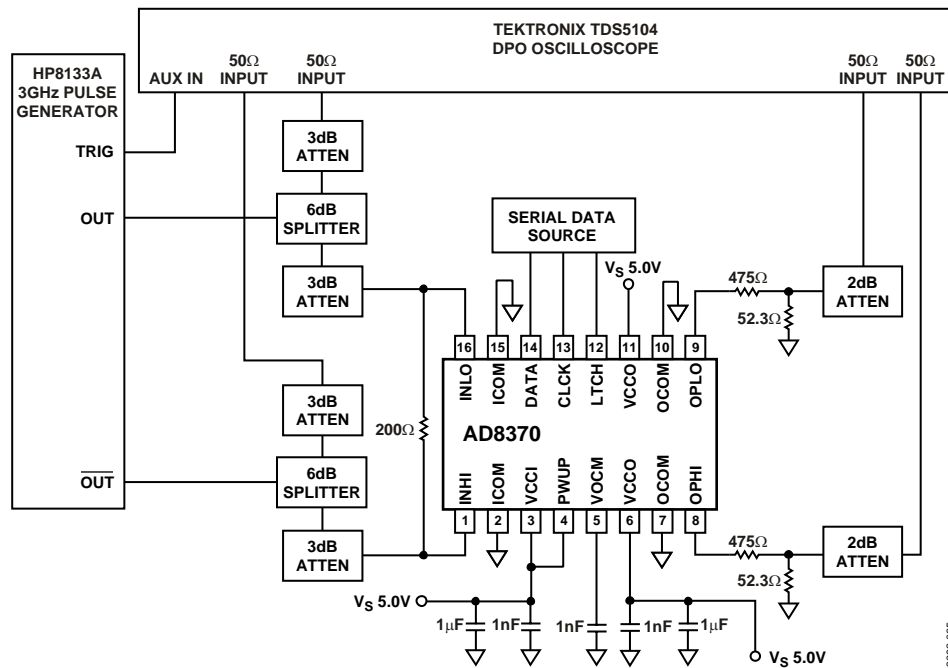 TEKTRONIX TDS5104
DPO OSCILLOSCOPE
HP8133A
3GHz PULSE
GENERATOR
AUX IN
50Ω
INPUT
50Ω
INPUT
50Ω
INPUT
50Ω
INPUT
TRIG
OUT
OUT
3dB
ATTEN
6dB
SPLITTER
3dB
ATTEN
SERIAL DATA
SOURCE
VS 5.0V
475Ω
52.3Ω
2dB
ATTEN
16 15 14 13 12 11 10 9
INLO ICOM DATA CLCK LTCH VCCO OCOM OPLO
200Ω
AD8370
INHI ICOM VCCI PWUP VOCM VCCO OCOM OPHI
1 2 3 4 5 6 7 8
3dB
ATTEN
6dB
SPLITTER
3dB
ATTEN
475Ω
52.3Ω
2dB
ATTEN
VS 5.0V
1μF 1nF 1nF 1nF 1μF
VS 5.0V